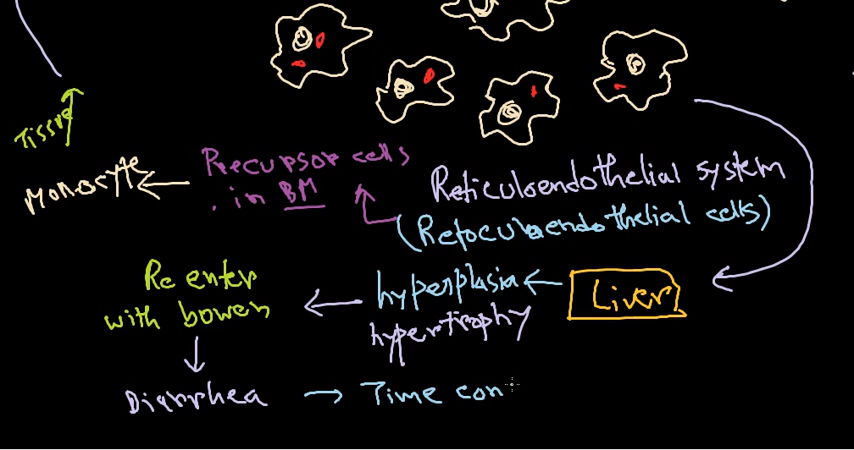 Tissue
Precursor cells
in BM
Monocyte
Reticuloendothelial system
(Retoculoendothelial cells)
Re enter
with bowen
hyperplasia
hypertrophy
Liver
Diarrhea
Time con